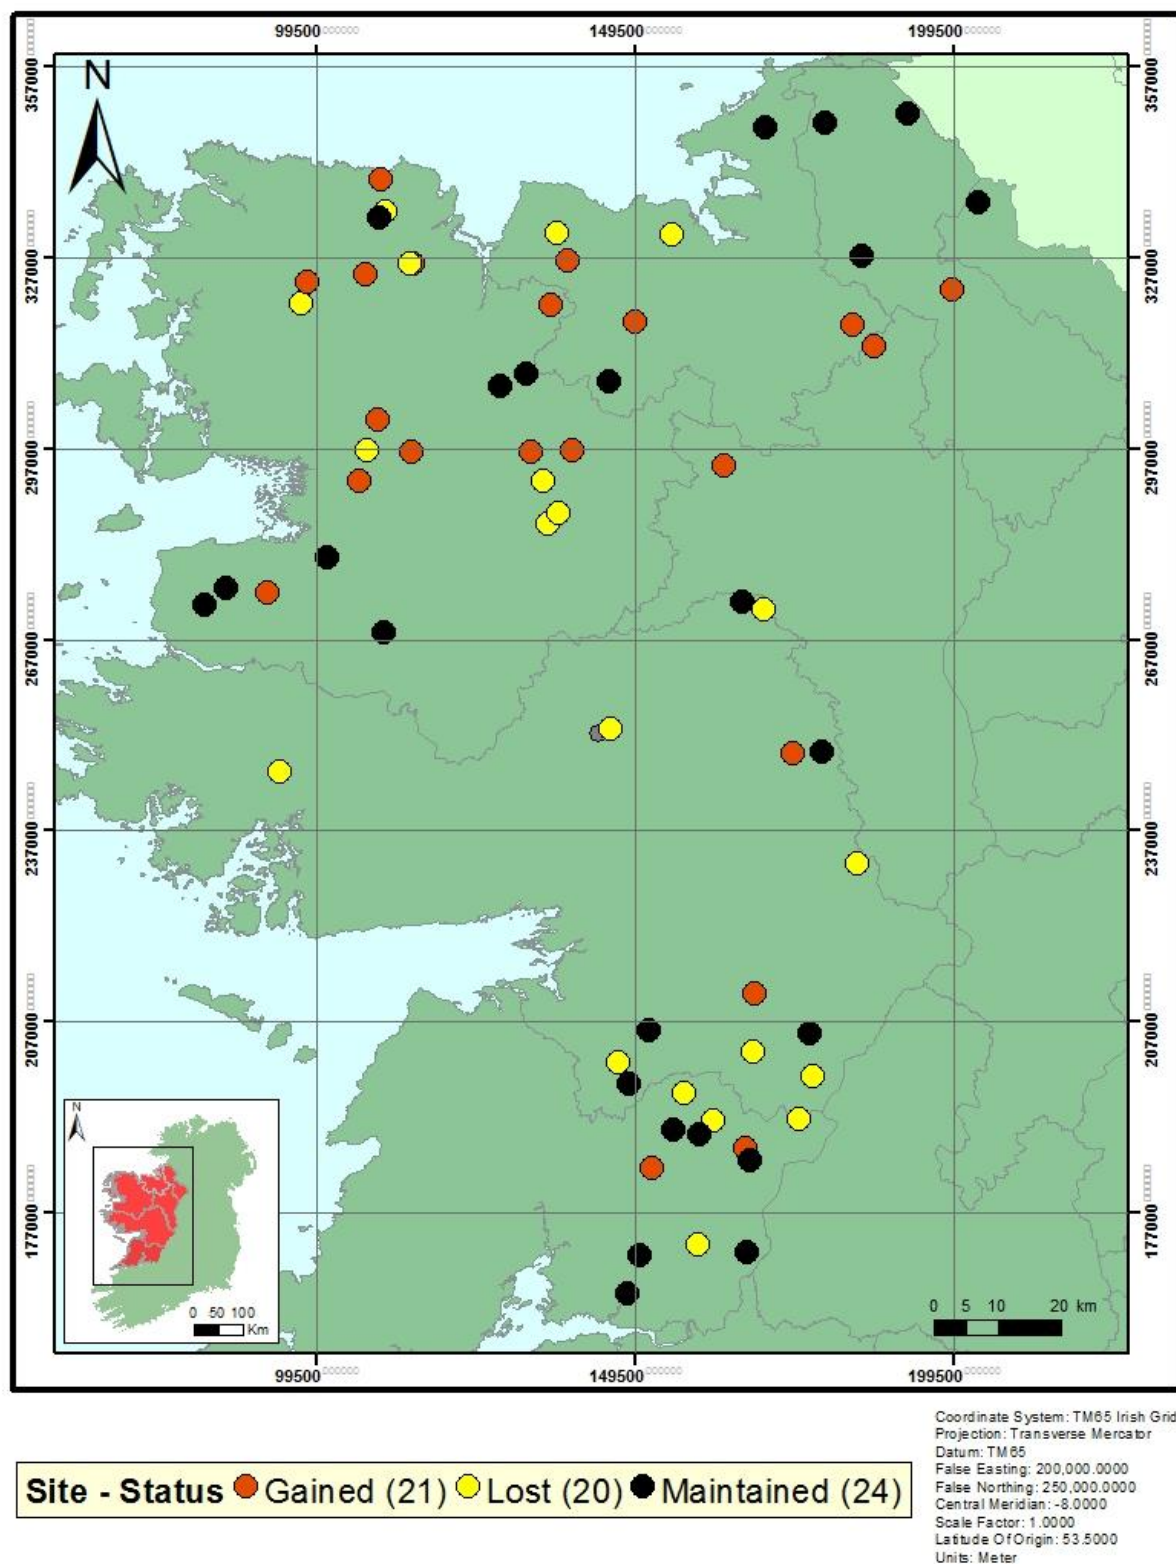 99500 149500 199500
N
357000 357000
327000 327000
297000 297000
267000 267000
237000 237000
207000 207000
177000 177000
N
0 50 100
Km
0 5 10 20 km
99500 149500 199500
Site - Status Gained (21) Lost (20) Maintained (24)
Coordinate System: TM65 Irish Grid
Projection: Transverse Mercator
Datum: TM65
False Easting: 200,000.0000
False Northing: 250,000.0000
Central Meridian: -8.0000
Scale Factor: 1.0000
Latitude Of Origin: 53.5000
Units: Meter